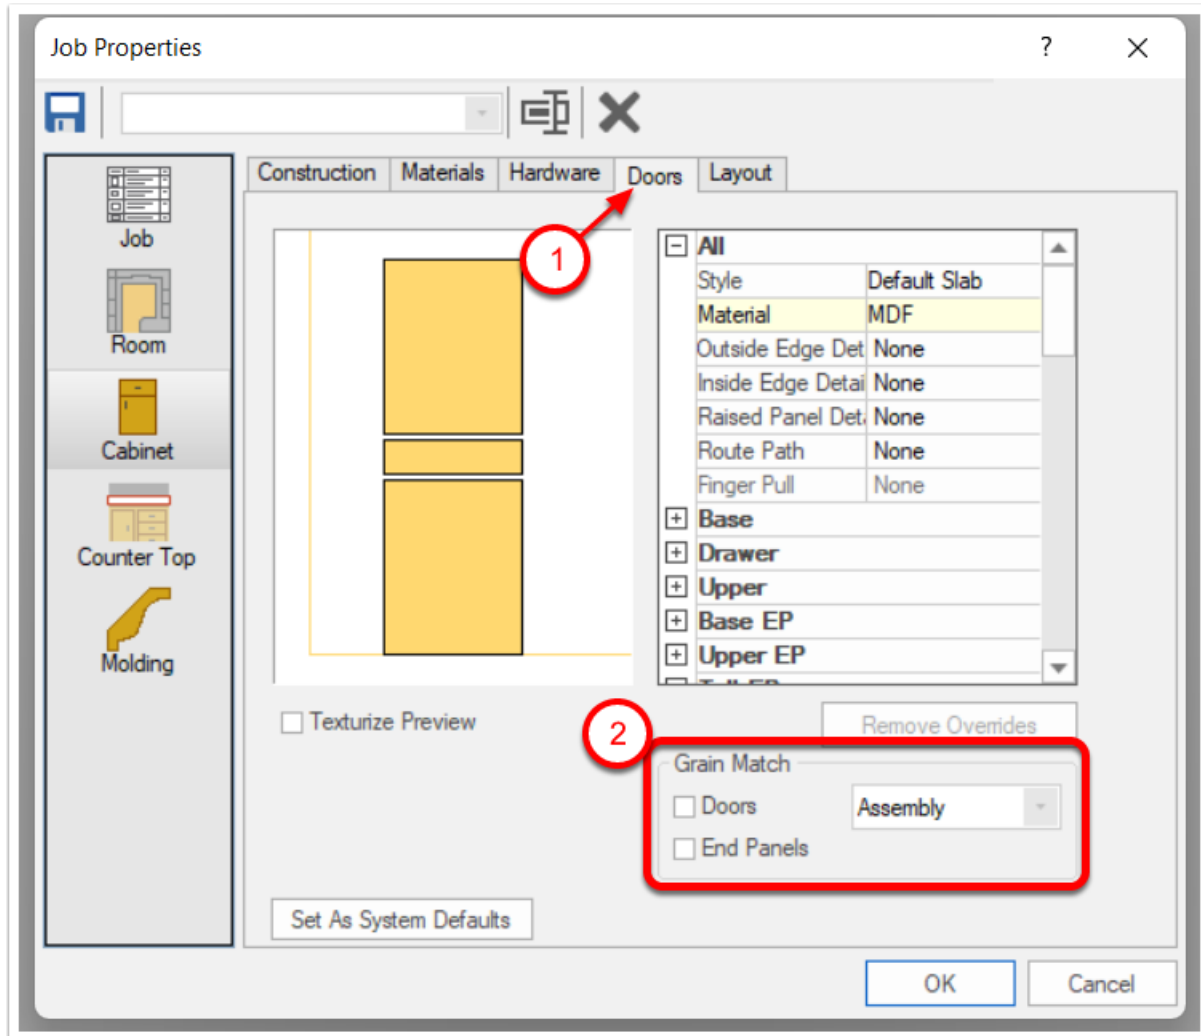 Job Properties
?
Construction
Materials
Hardware
Doors
Layout
Job
Room
Cabinet
Counter Top
Molding
1
All
Style Default Slab
Material MDF
Outside Edge Det None
Inside Edge Detai None
Raised Panel Det None
Route Path None
Finger Pull None
Base
Drawer
Upper
Base EP
Upper EP
Texturize Preview
2
Remove Overrides
Grain Match
Doors Assembly
End Panels
Set As System Defaults
OK
Cancel